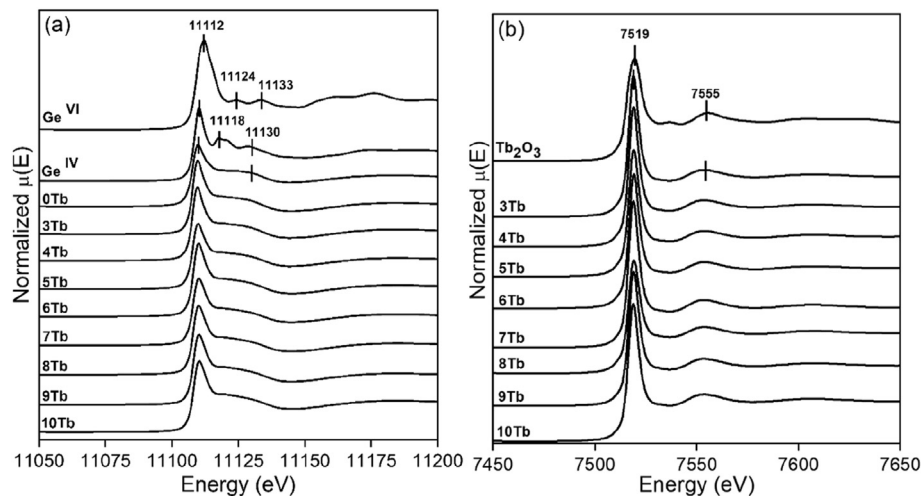 (a)
11112
11124
11133
Ge VI
11118
11130
Ge IV
0Tb
3Tb
4Tb
5Tb
6Tb
7Tb
8Tb
9Tb
10Tb
Normalized μ(E)
11050 11075 11100 11125 11150 11175 11200
Energy (eV)
(b)
7519
7555
Tb₂O₃
3Tb
4Tb
5Tb
6Tb
7Tb
8Tb
9Tb
10Tb
Normalized μ(E)
7450 7500 7550 7600 7650
Energy (eV)